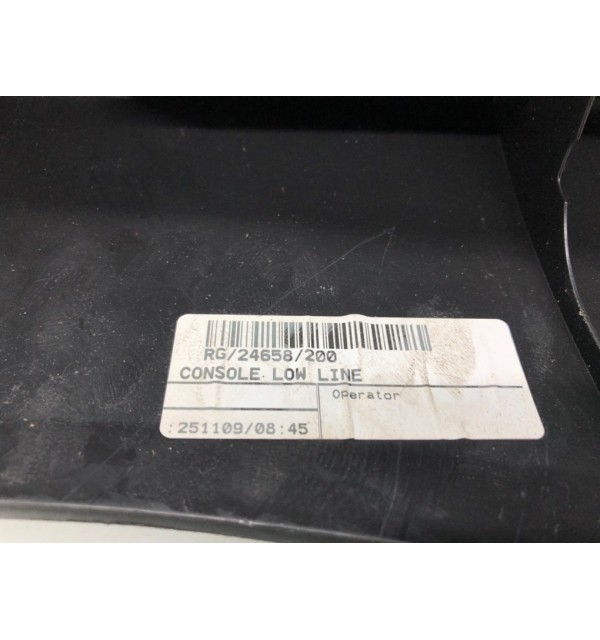 RG/24658/200
CONSOLE LOW LINE
Operator
:251109/08:45